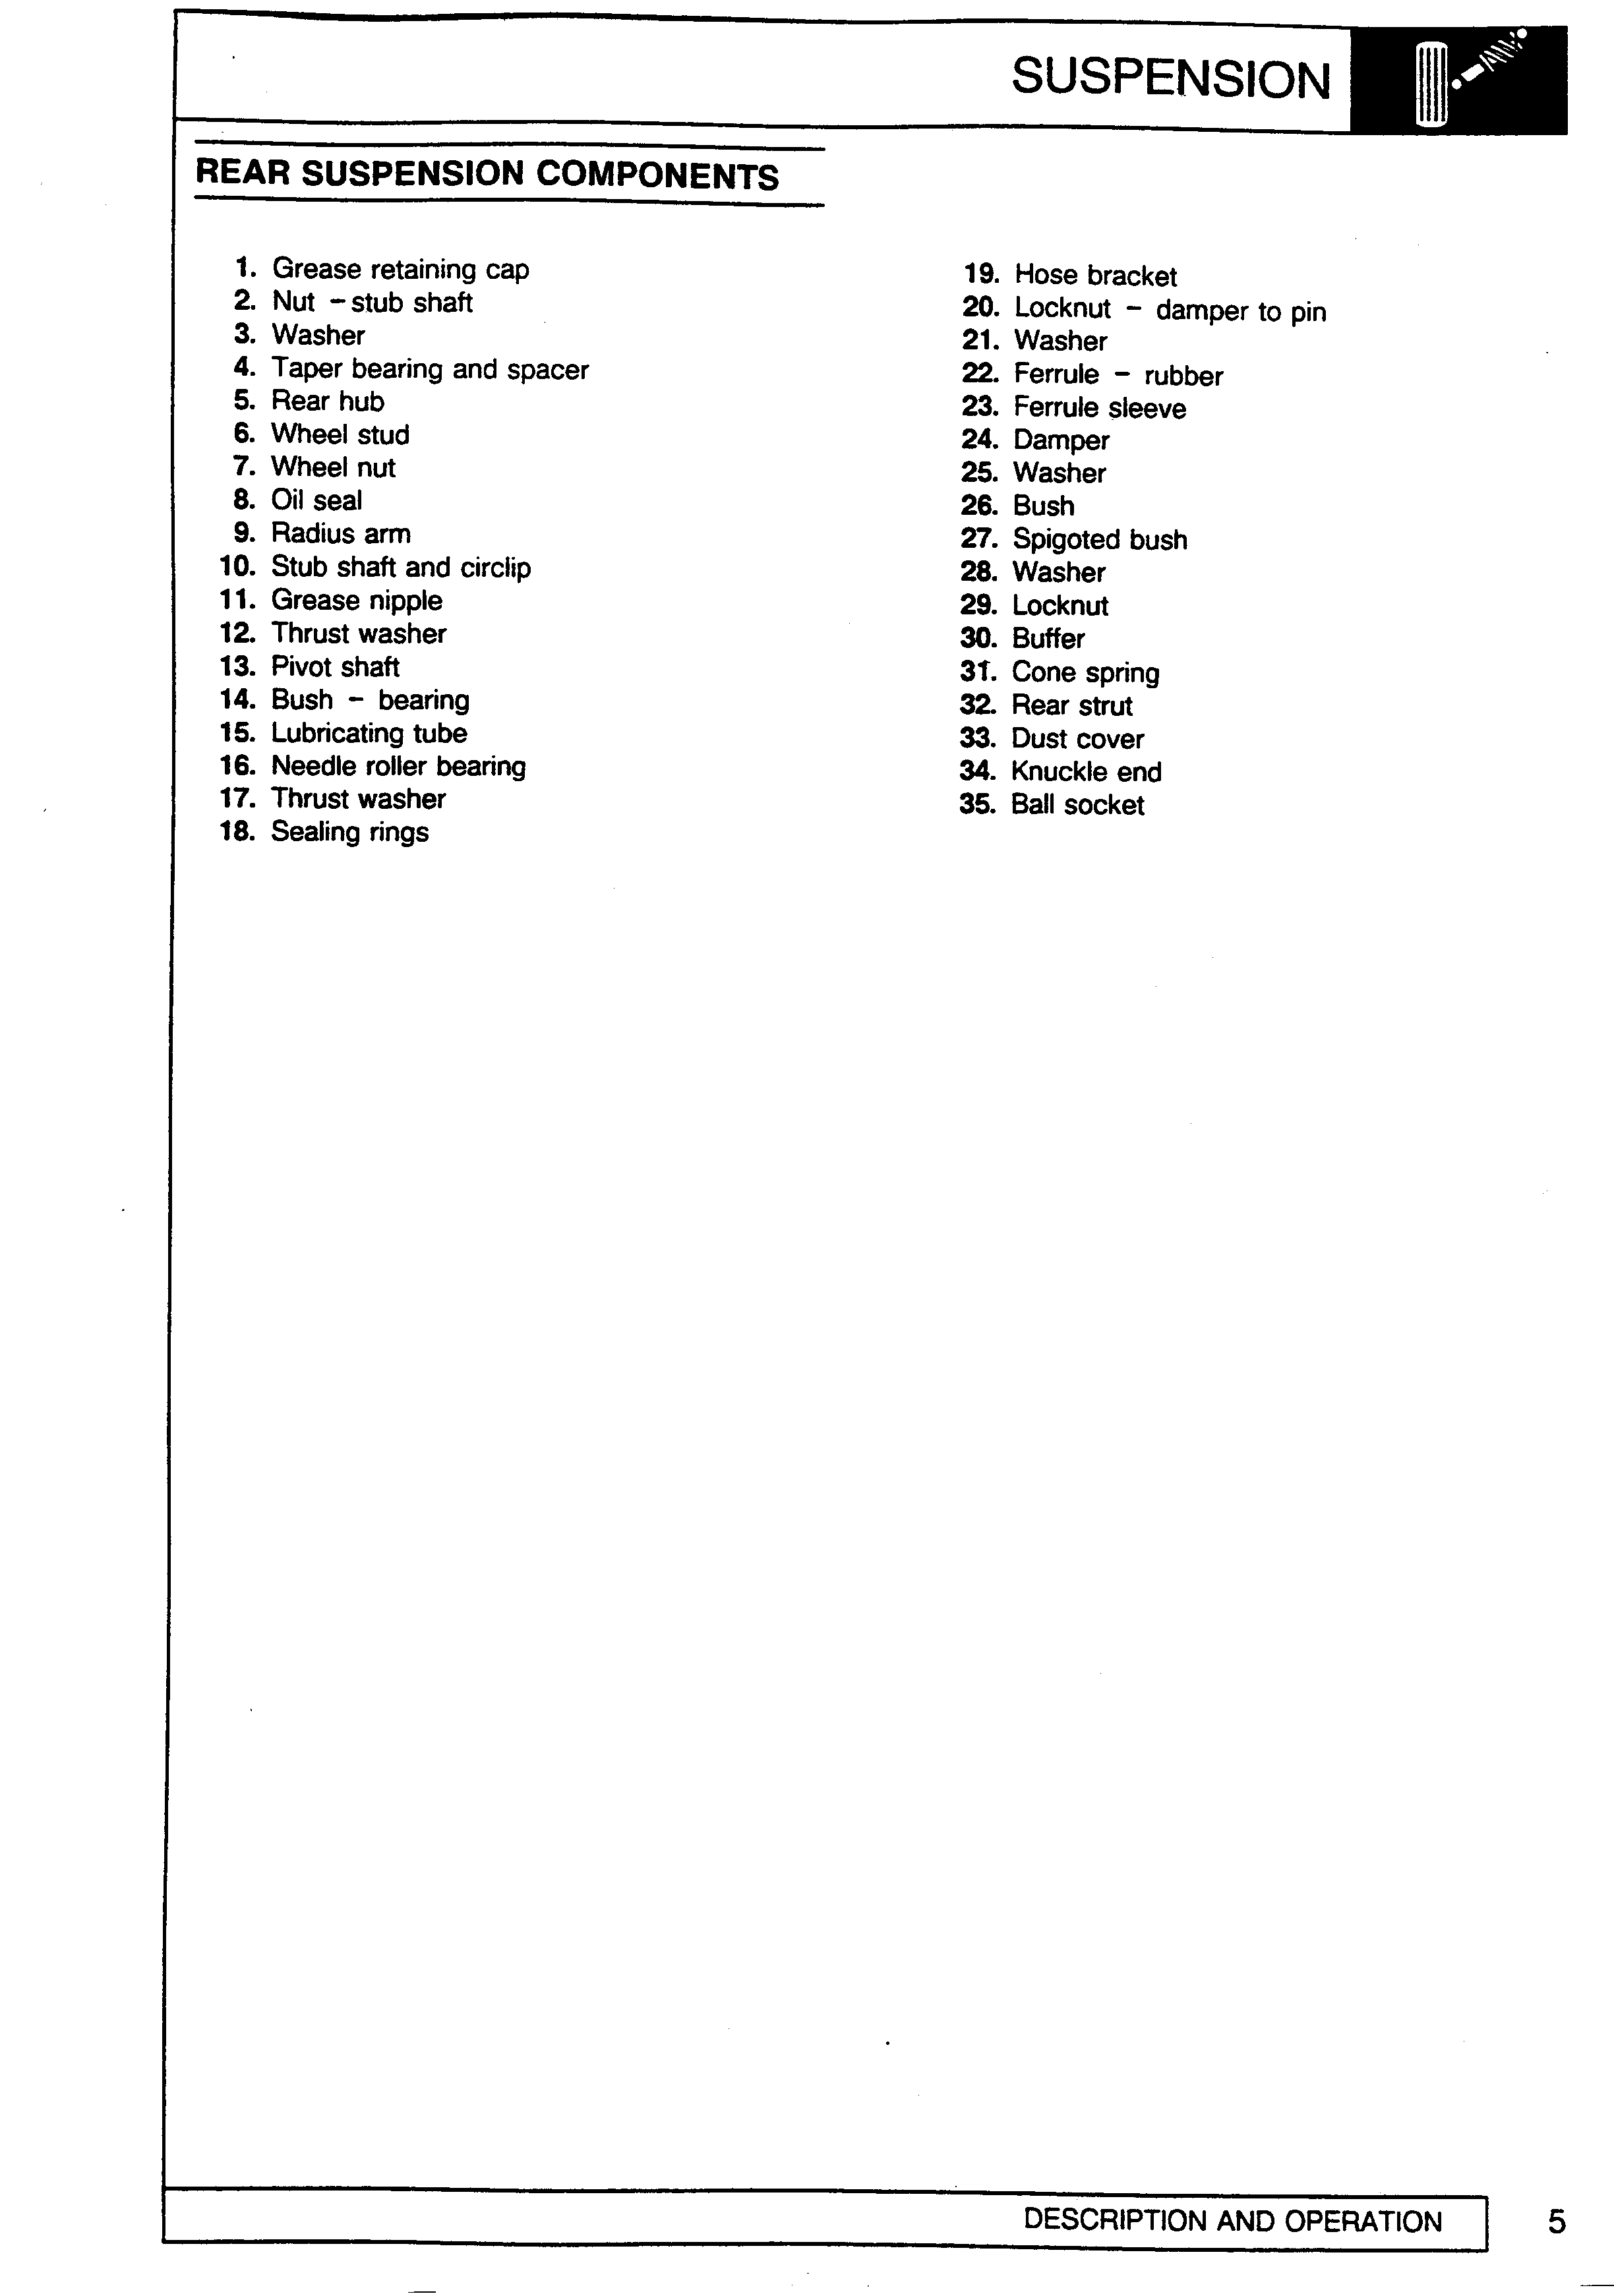 SUSPENSION
REAR SUSPENSION COMPONENTS
1. Grease retaining cap
2. Nut – stub shaft
3. Washer
4. Taper bearing and spacer
5. Rear hub
6. Wheel stud
7. Wheel nut
8. Oil seal
9. Radius arm
10. Stub shaft and circlip
11. Grease nipple
12. Thrust washer
13. Pivot shaft
14. Bush – bearing
15. Lubricating tube
16. Needle roller bearing
17. Thrust washer
18. Sealing rings
19. Hose bracket
20. Locknut – damper to pin
21. Washer
22. Ferrule – rubber
23. Ferrule sleeve
24. Damper
25. Washer
26. Bush
27. Spigoted bush
28. Washer
29. Locknut
30. Buffer
31. Cone spring
32. Rear strut
33. Dust cover
34. Knuckle end
35. Ball socket
DESCRIPTION AND OPERATION
5